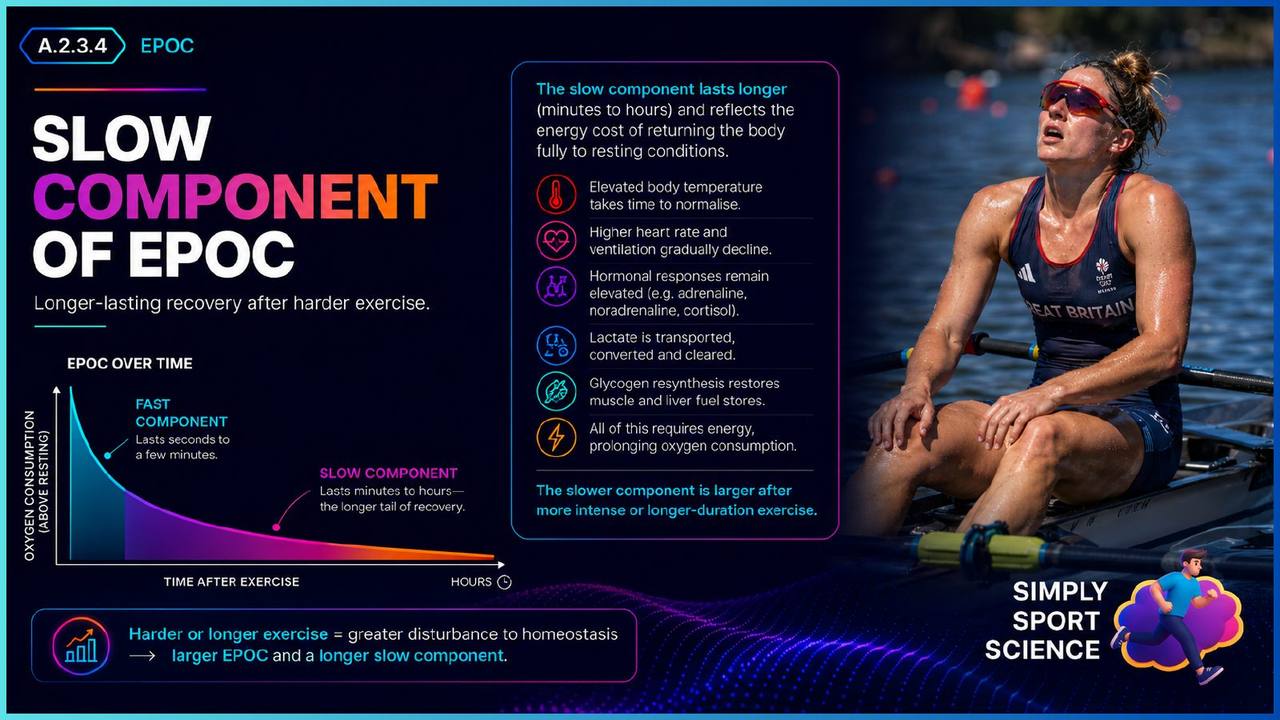 A.2.3.4 EPOC
SLOW
COMPONENT
OF EPOC
Longer-lasting recovery after harder exercise.
EPOC OVER TIME
OXYGEN CONSUMPTION
(ABOVE RESTING)
FAST
COMPONENT
Lasts seconds to
a few minutes.
SLOW COMPONENT
Lasts minutes to hours—
the longer tail of recovery.
TIME AFTER EXERCISE
HOURS
Harder or longer exercise = greater disturbance to homeostasis
→ larger EPOC and a longer slow component.
The slow component lasts longer
(minutes to hours) and reflects the
energy cost of returning the body
fully to resting conditions.
Elevated body temperature
takes time to normalise.
Higher heart rate and
ventilation gradually decline.
Hormonal responses remain
elevated (e.g. adrenaline,
noradrenaline, cortisol).
Lactate is transported,
converted and cleared.
Glycogen resynthesis restores
muscle and liver fuel stores.
All of this requires energy,
prolonging oxygen consumption.
The slower component is larger after
more intense or longer-duration exercise.
EAT BRITAIN
SIMPLY
SPORT
SCIENCE